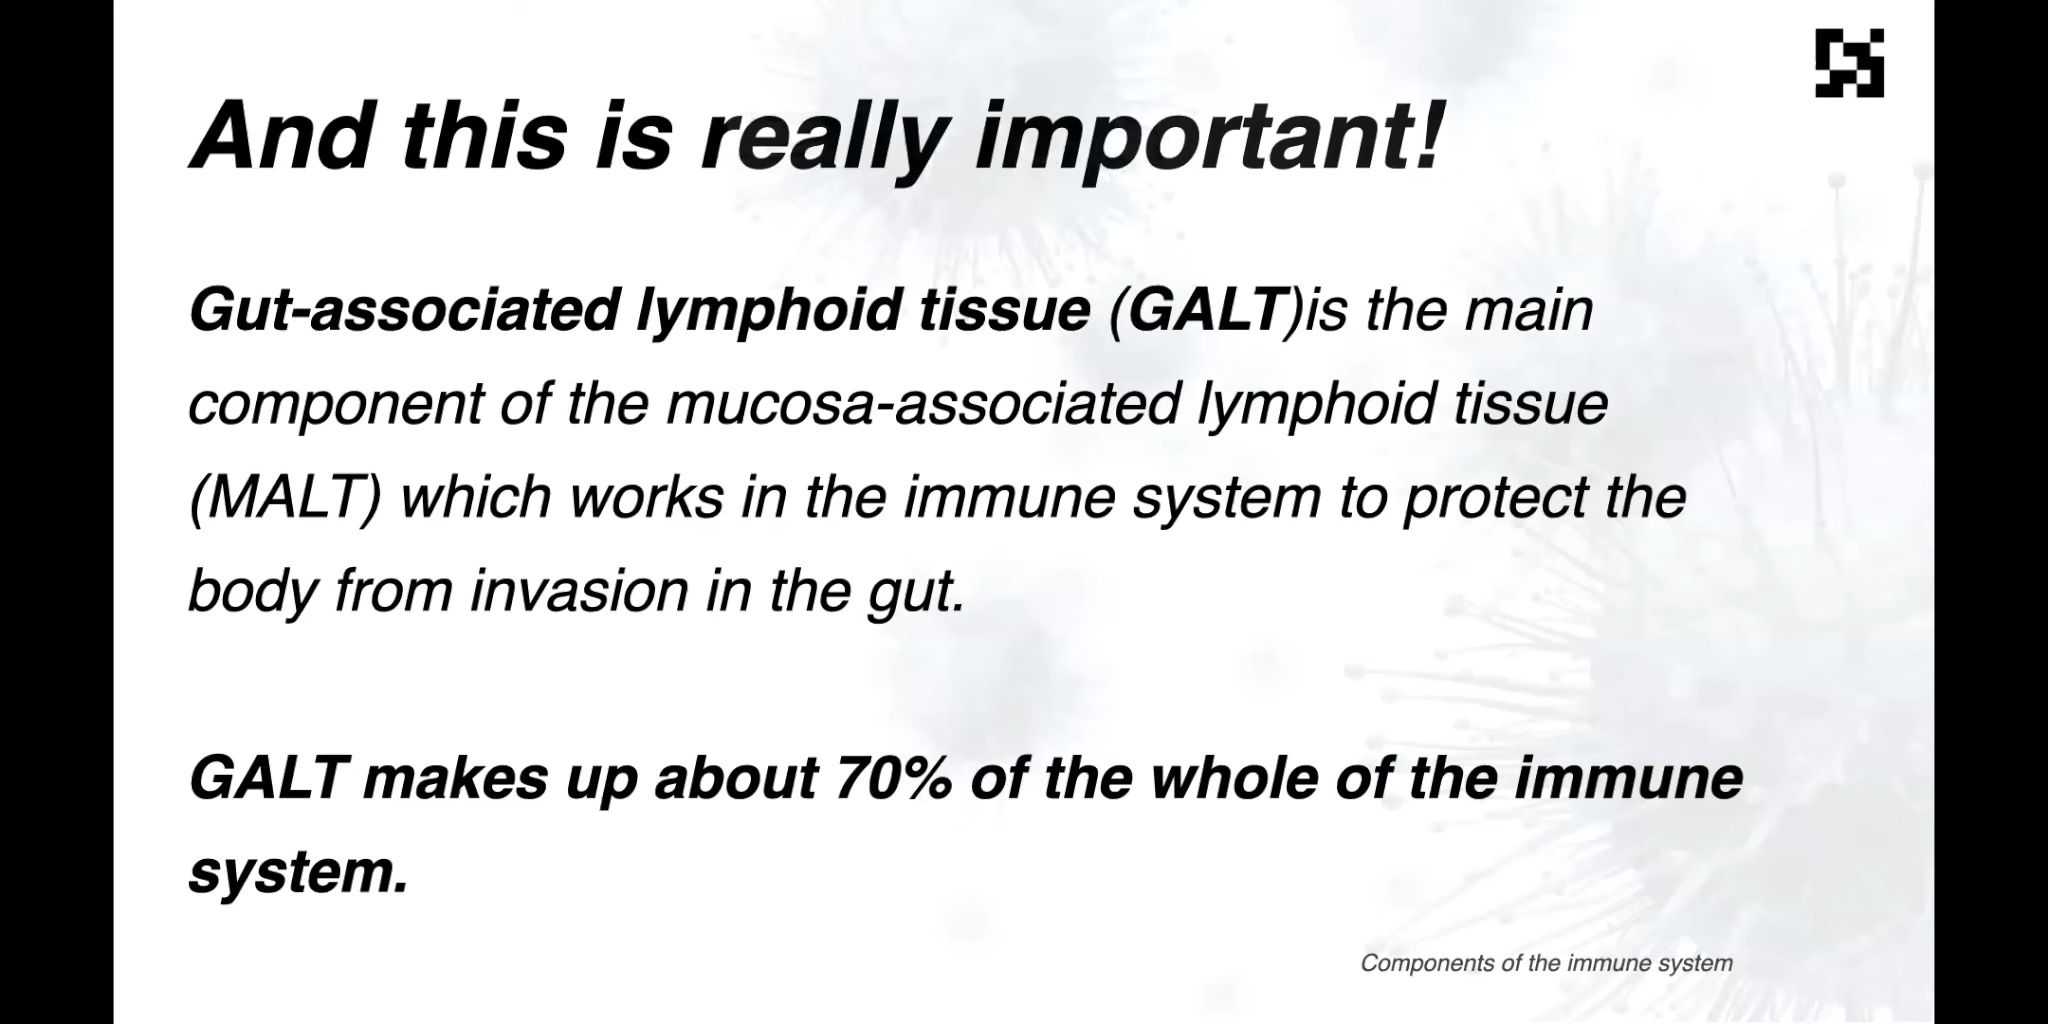 And this is really important!
Gut-associated lymphoid tissue (GALT)is the main
component of the mucosa-associated lymphoid tissue
(MALT) which works in the immune system to protect the
body from invasion in the gut.
GALT makes up about 70% of the whole of the immune
system.
Components of the immune system